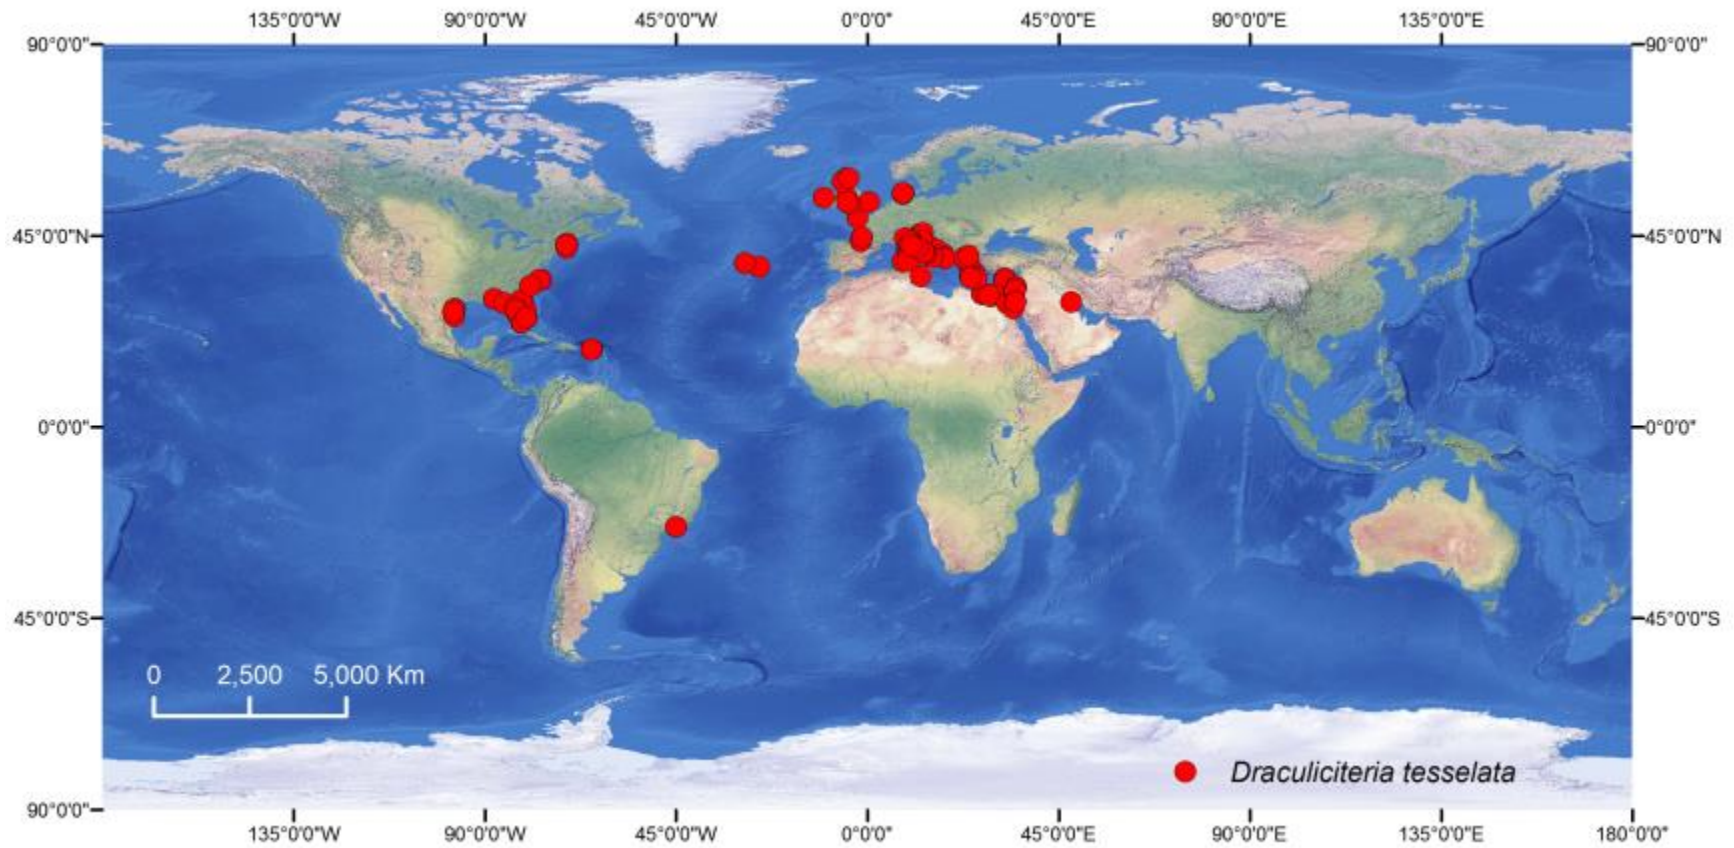 135°0'0"W 90°0'0"W 45°0'0"W 0°0'0" 45°0'0"E 90°0'0"E 135°0'0"E
90°0'0" 90°0'0"
45°0'0"N 45°0'0"N
0°0'0" 0°0'0"
45°0'0"S 45°0'0"S
0 2,500 5,000 Km
Draculiciteria tesselata
90°0'0"
135°0'0"W 90°0'0"W 45°0'0"W 0°0'0" 45°0'0"E 90°0'0"E 135°0'0"E 180°0'0"